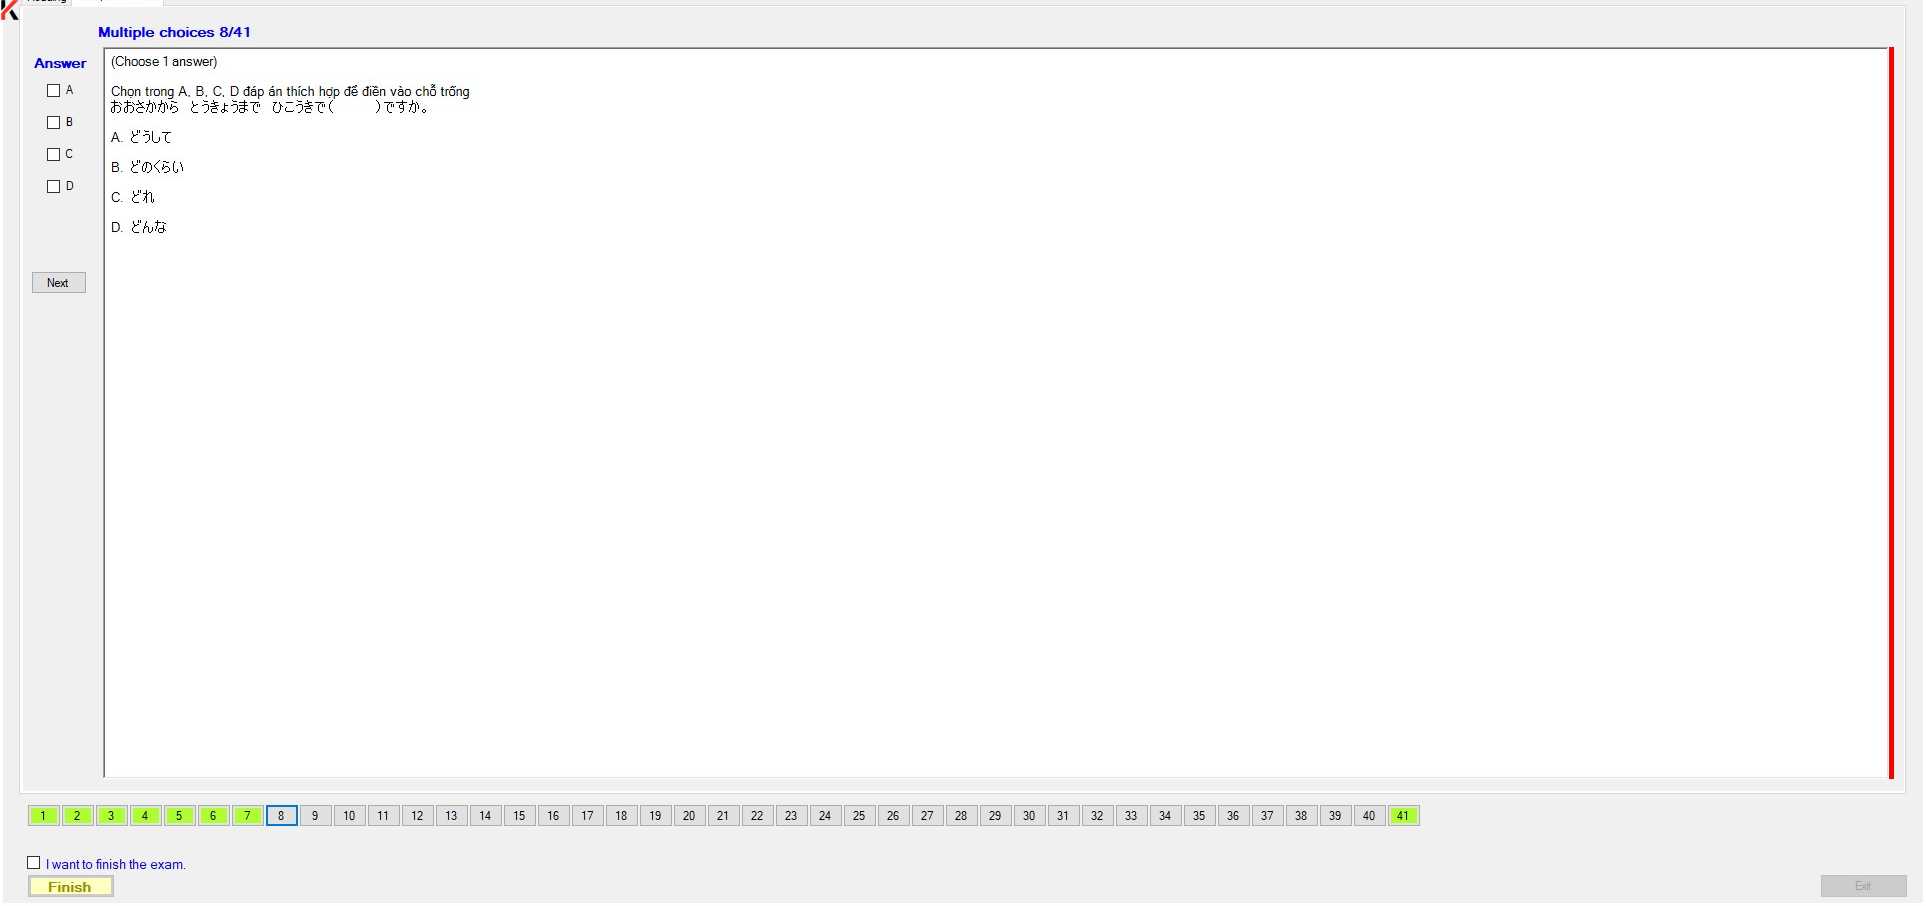 Multiple choices 8/41
Answer
A
B
C
D
Next
(Choose 1 answer)
Chọn trong A, B, C, D đáp án thích hợp để điền vào chỗ trống
おおさかから　とうきょうまで　ひこうきで(　　　)ですか。
A. どうして
B. どのくらい
C. どれ
D. どんな
1 2 3 4 5 6 7 8 9 10 11 12 13 14 15 16 17 18 19 20 21 22 23 24 25 26 27 28 29 30 31 32 33 34 35 36 37 38 39 40 41
I want to finish the exam.
Finish
Exit